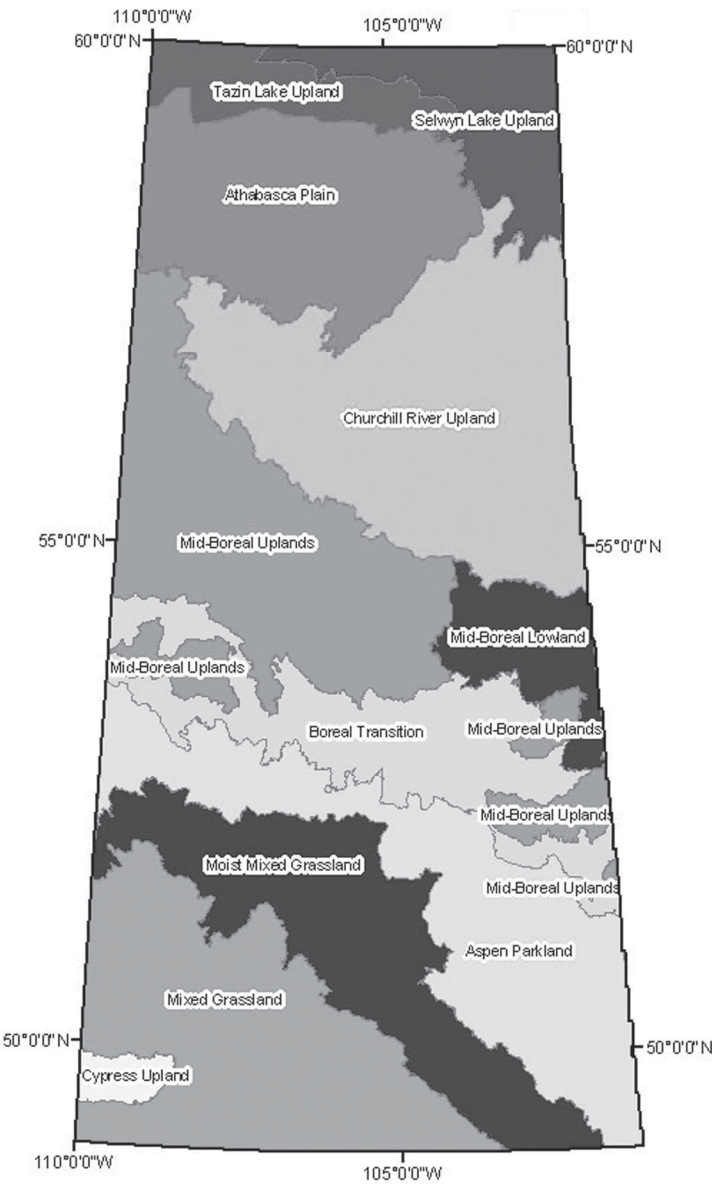 110°0'0"W
105°0'0"W
60°0'0"N
60°0'0"N
Tazin Lake Upland
Selwyn Lake Upland
Athabasca Plain
Churchill River Upland
55°0'0"N
Mid-Boreal Uplands
55°0'0"N
Mid-Boreal Lowland
Mid-Boreal Uplands
Boreal Transition
Mid-Boreal Uplands
Mid-Boreal Uplands
Moist Mixed Grassland
Mid-Boreal Uplands
Aspen Parkland
Mixed Grassland
50°0'0"N
50°0'0"N
Cypress Upland
110°0'0"W
105°0'0"W